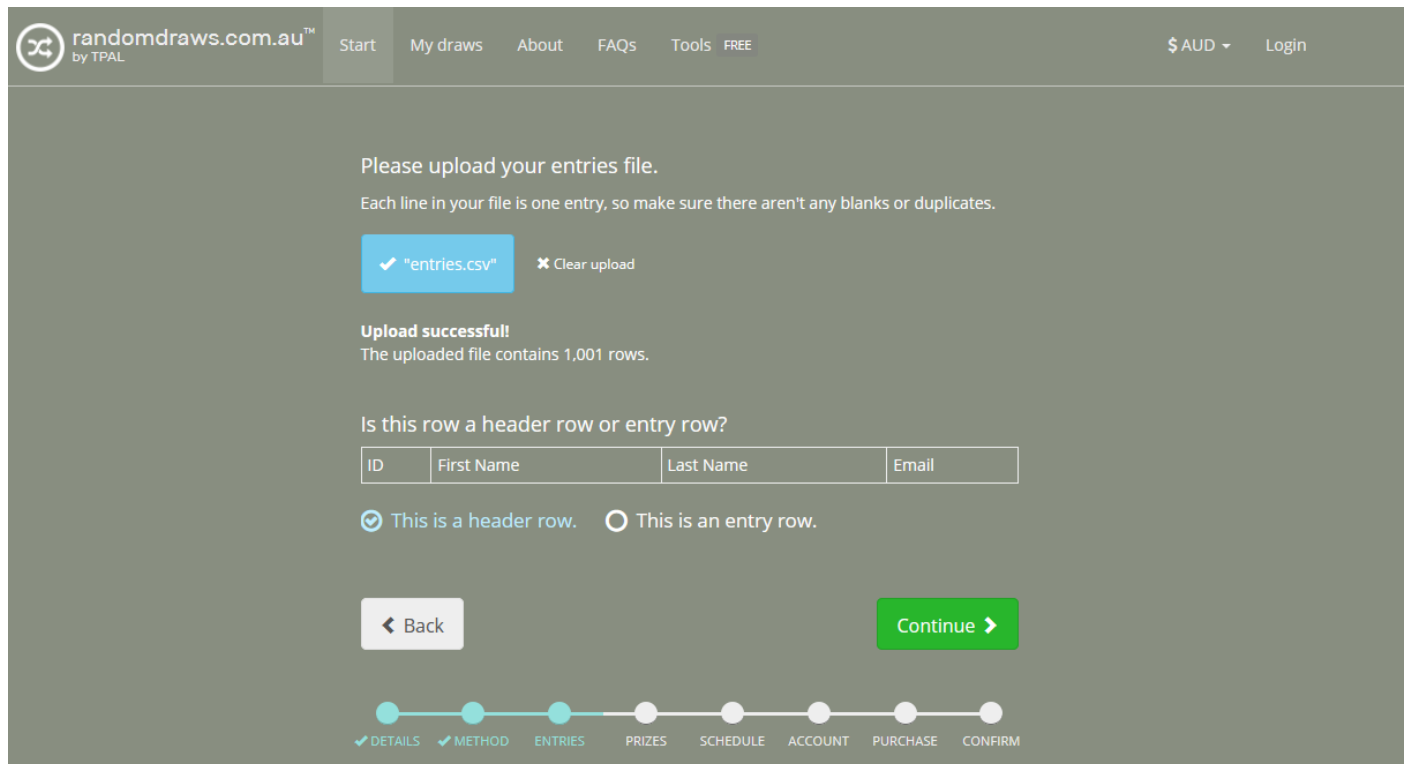 randomdraws.com.au™
by TPAL
Start My draws About FAQs Tools FREE $ AUD Login
Please upload your entries file.
Each line in your file is one entry, so make sure there aren't any blanks or duplicates.
"entries.csv" Clear upload
Upload successful!
The uploaded file contains 1,001 rows.
Is this row a header row or entry row?
ID First Name Last Name Email
This is a header row. This is an entry row.
Back Continue
DETAILS METHOD ENTRIES PRIZES SCHEDULE ACCOUNT PURCHASE CONFIRM